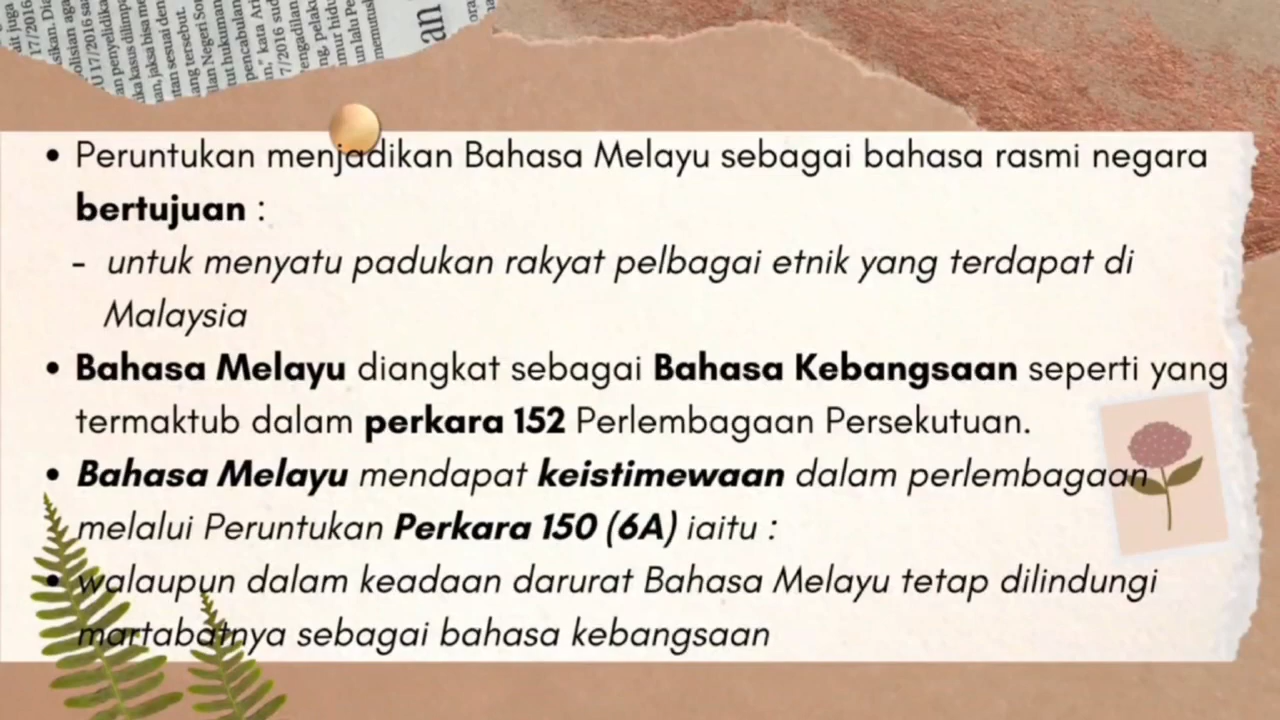 • Peruntukan menjadikan Bahasa Melayu sebagai bahasa rasmi negara
bertujuan :
- untuk menyatu padukan rakyat pelbagai etnik yang terdapat di
Malaysia
• Bahasa Melayu diangkat sebagai Bahasa Kebangsaan seperti yang
termaktub dalam perkara 152 Perlembagaan Persekutuan.
• Bahasa Melayu mendapat keistimewaan dalam perlembagaan
melalui Peruntukan Perkara 150 (6A) iaitu :
• walaupun dalam keadaan darurat Bahasa Melayu tetap dilindungi
martabatnya sebagai bahasa kebangsaan